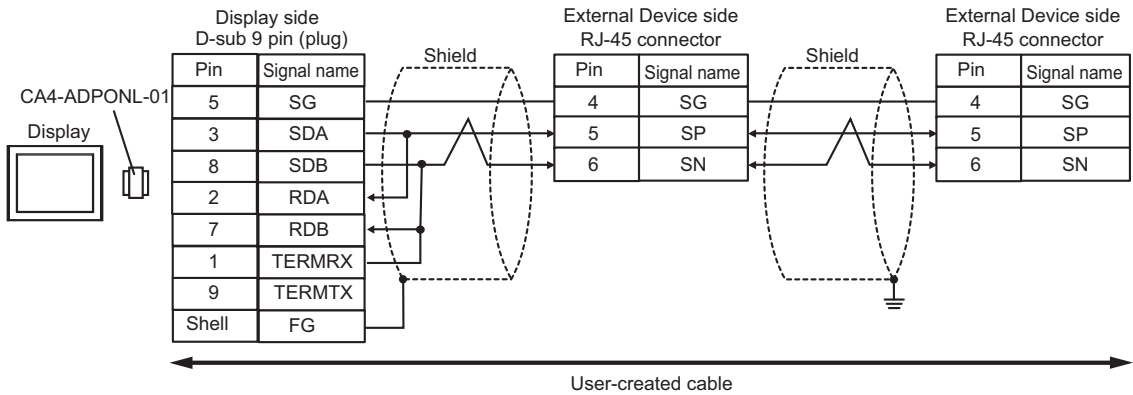 Display side
D-sub 9 pin (plug)
External Device side
RJ-45 connector
External Device side
RJ-45 connector
Shield
Shield
CA4-ADPONL-01
Display
Pin Signal name
5 SG
3 SDA
8 SDB
2 RDA
7 RDB
1 TERMRX
9 TERMTX
Shell FG
Pin Signal name
4 SG
5 SP
6 SN
Pin Signal name
4 SG
5 SP
6 SN
User-created cable